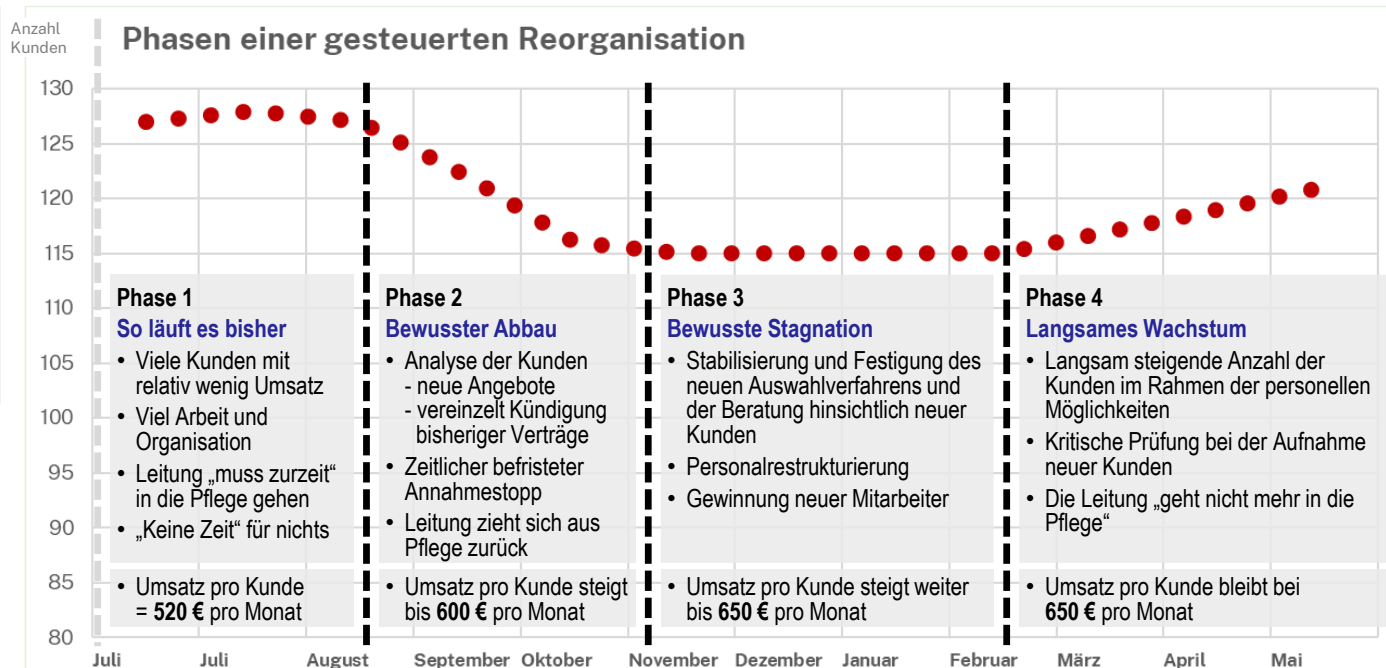 Anzahl
Kunden
Phasen einer gesteuerten Reorganisation
130
125
120
115
110
105
100
95
90
85
80
Phase 1
So läuft es bisher
• Viele Kunden mit
relativ wenig Umsatz
• Viel Arbeit und
Organisation
• Leitung „muss zurzeit“
in die Pflege gehen
• „Keine Zeit“ für nichts
• Umsatz pro Kunde
= 520 € pro Monat
Phase 2
Bewusster Abbau
• Analyse der Kunden
- neue Angebote
- vereinzelt Kündigung
bisheriger Verträge
• Zeitlicher befristeter
Annahmestopp
• Leitung zieht sich aus
Pflege zurück
• Umsatz pro Kunde steigt
bis 600 € pro Monat
Phase 3
Bewusste Stagnation
• Stabilisierung und Festigung des
neuen Auswahlverfahrens und
der Beratung hinsichtlich neuer
Kunden
• Personalrestrukturierung
• Gewinnung neuer Mitarbeiter
• Umsatz pro Kunde steigt weiter
bis 650 € pro Monat
Phase 4
Langsames Wachstum
• Langsam steigende Anzahl der
Kunden im Rahmen der personellen
Möglichkeiten
• Kritische Prüfung bei der Aufnahme
neuer Kunden
• Die Leitung „geht nicht mehr in die
Pflege“
• Umsatz pro Kunde bleibt bei
650 € pro Monat
Juli Juli August September Oktober November Dezember Januar Februar März April Mai